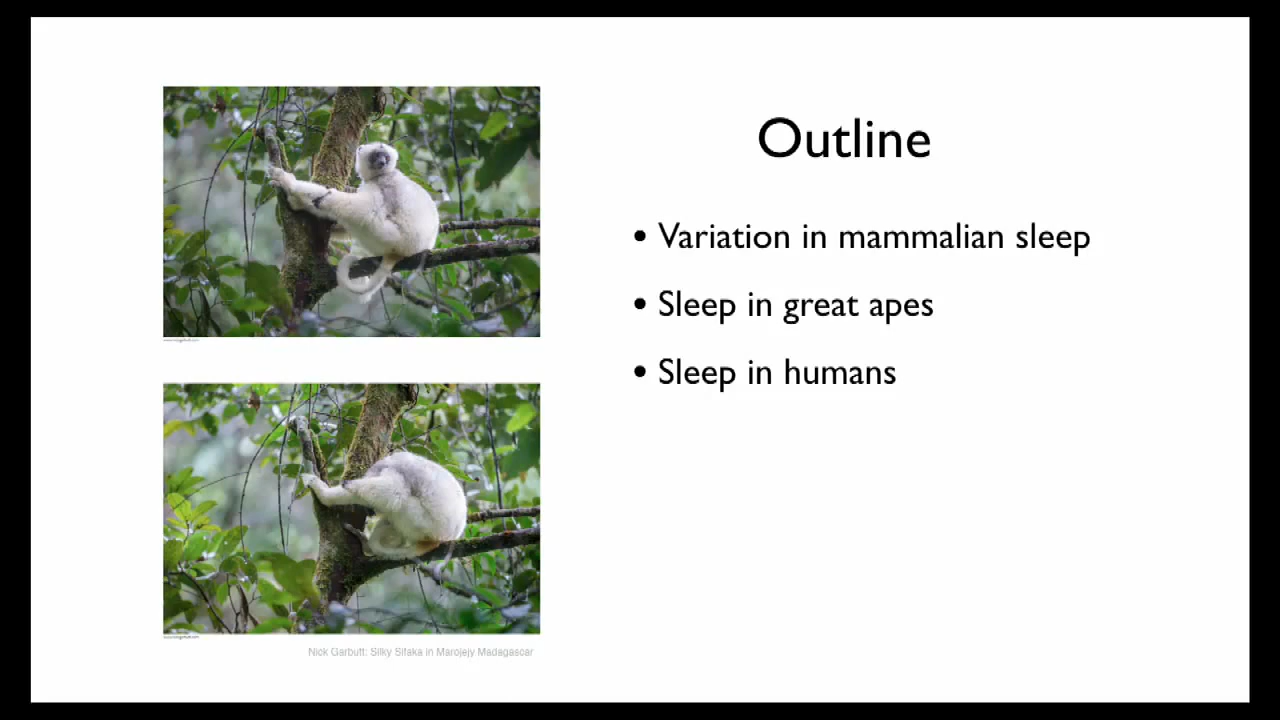 Outline
• Variation in mammalian sleep
• Sleep in great apes
• Sleep in humans
Nick Garbutt: Silky Sifaka in Marojejy Madagascar